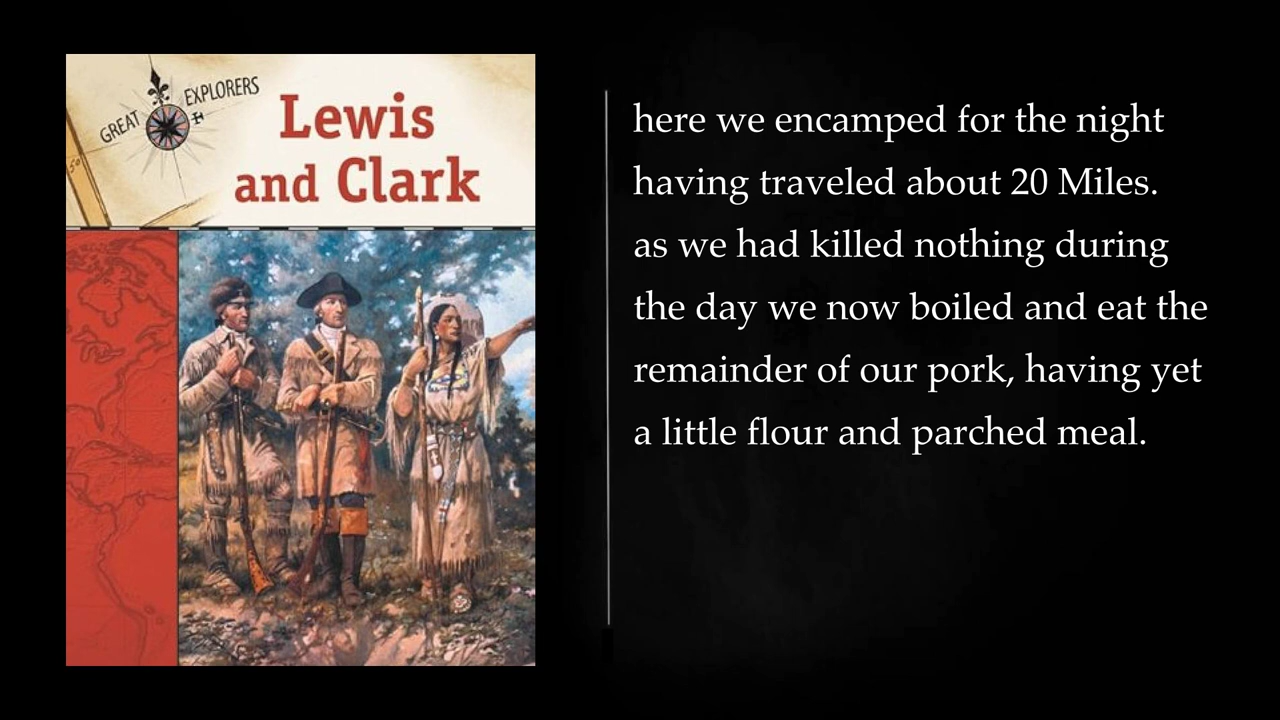 GREAT EXPLORERS
Lewis
and Clark
50
here we encamped for the night
having traveled about 20 Miles.
as we had killed nothing during
the day we now boiled and eat the
remainder of our pork, having yet
a little flour and parched meal.